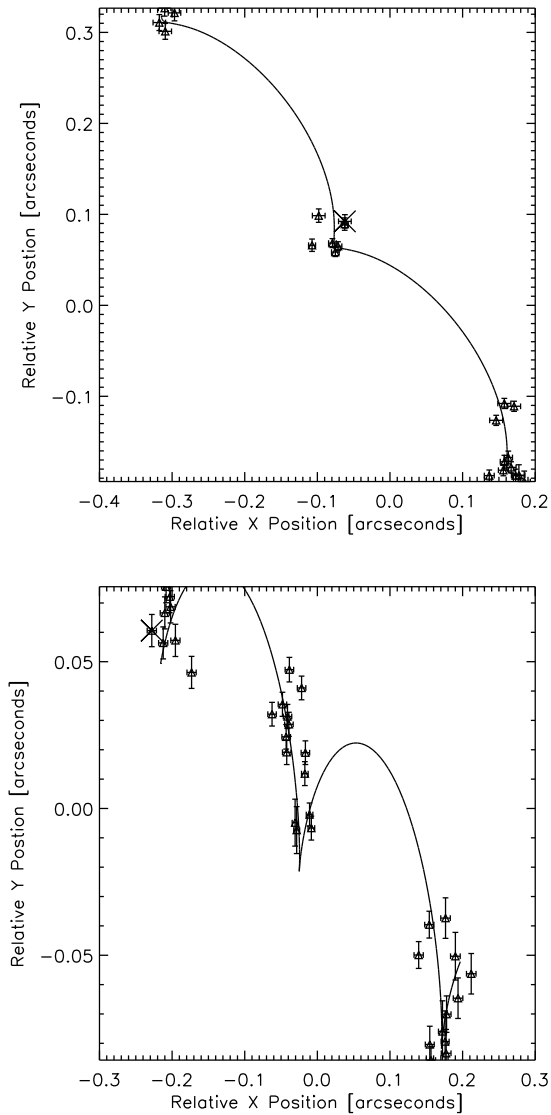 0.3
0.2
0.1
0.0
−0.1
Relative Y Postion [arcseconds]
−0.4 −0.3 −0.2 −0.1 0.0 0.1 0.2
Relative X Position [arcseconds]
0.05
0.00
−0.05
Relative Y Postion [arcseconds]
−0.3 −0.2 −0.1 0.0 0.1 0.2 0.3
Relative X Position [arcseconds]